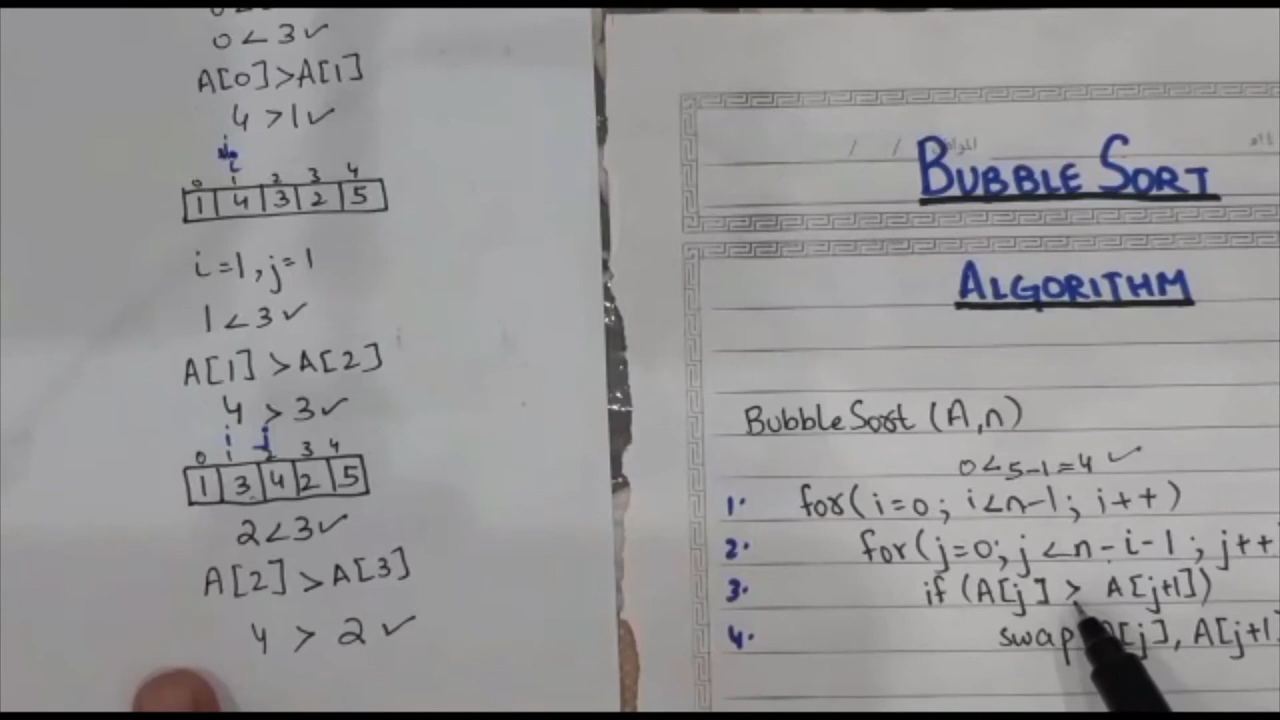 0<3✓
A[0]>A[1]
4>1✓
0 1 2 3 4
1 4 3 2 5
i=1,j=1
1<3✓
A[1]>A[2]
4>3✓
i j
0 1 2 3 4
1 3 4 2 5
2<3✓
A[2]>A[3]
4>2✓
BUBBLE SORT
ALGORITHM
BubbleSort (A,n)
0<5-1=4 ✓
1. for(i=0; i<n-1; i++)
2. for(j=0; j<n-i-1; j++
3. if (A[j] > A[j+1])
4. swap A[j], A[j+1